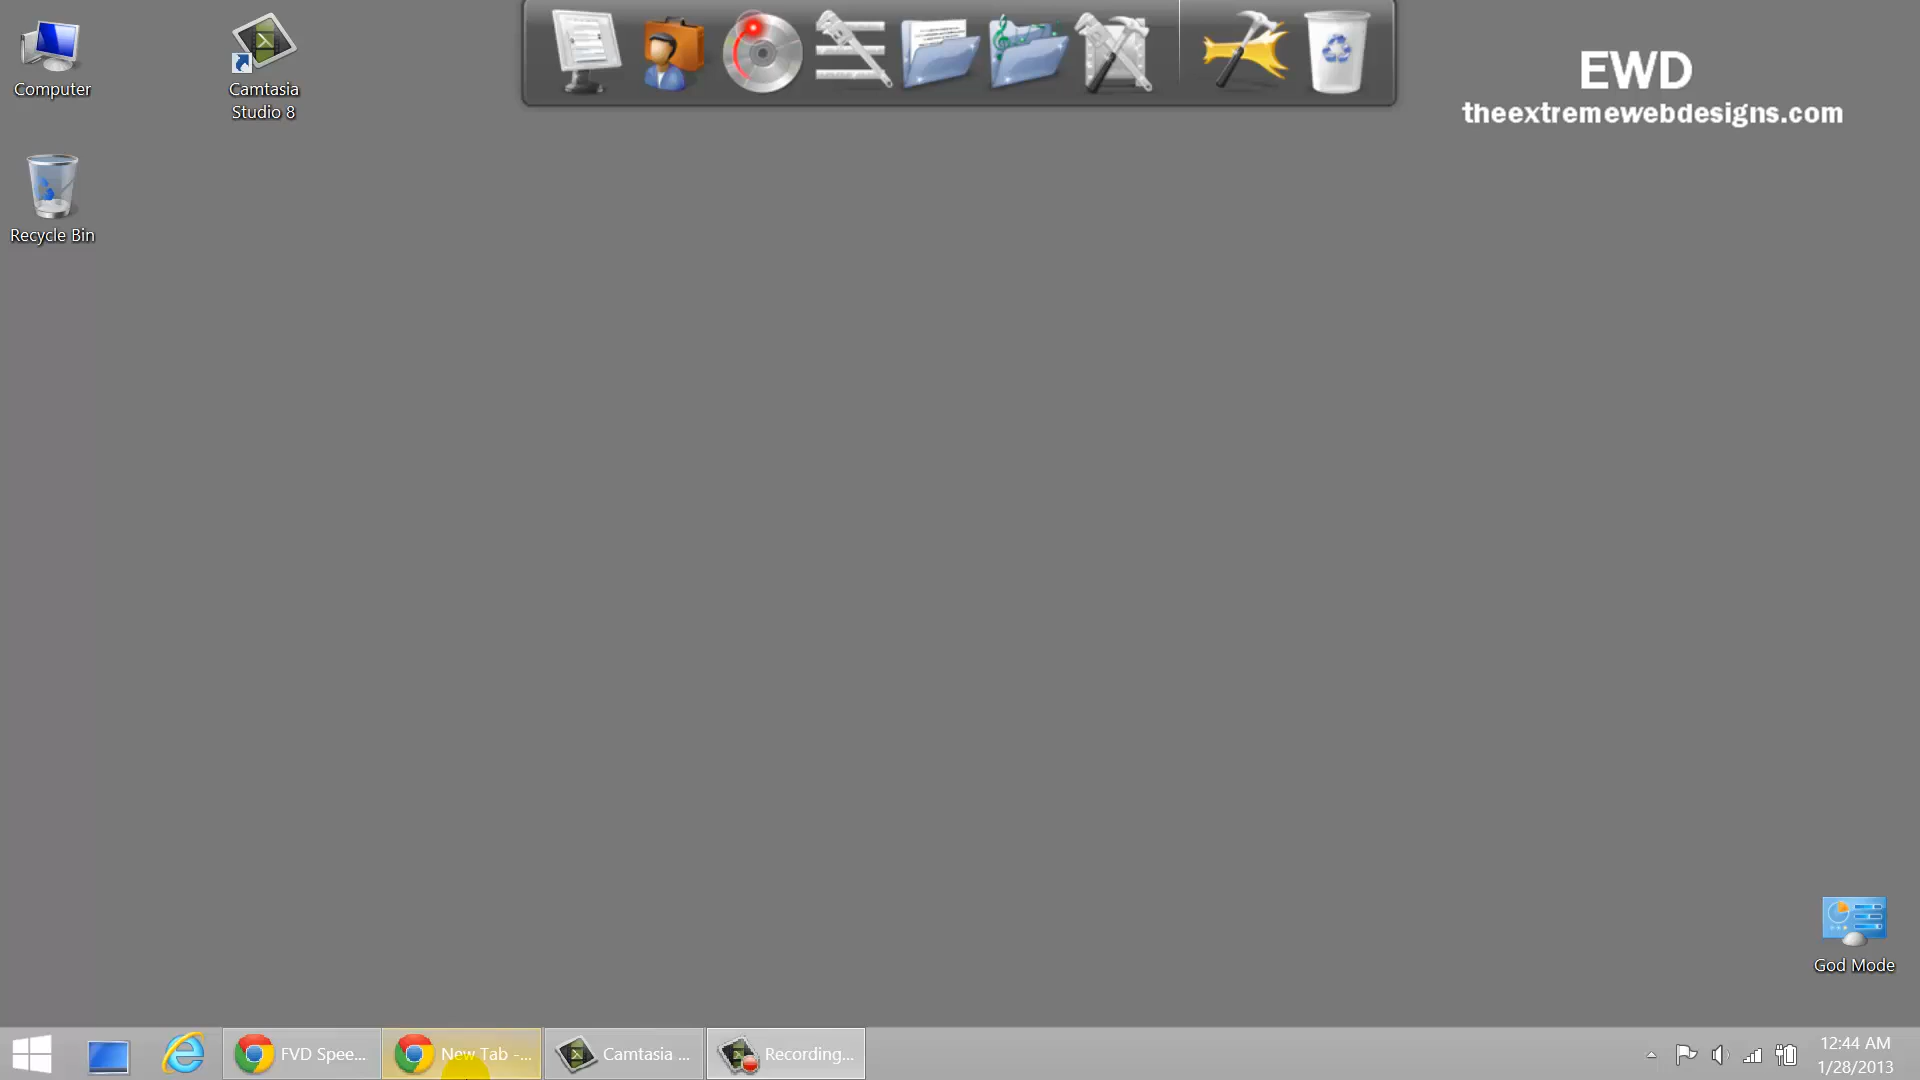 Computer
Camtasia
Studio 8
Recycle Bin
EWD
theextremewebdesigns.com
God Mode
FVD Spee...
New Tab -...
Camtasia ...
Recording...
12:44 AM
1/28/2013